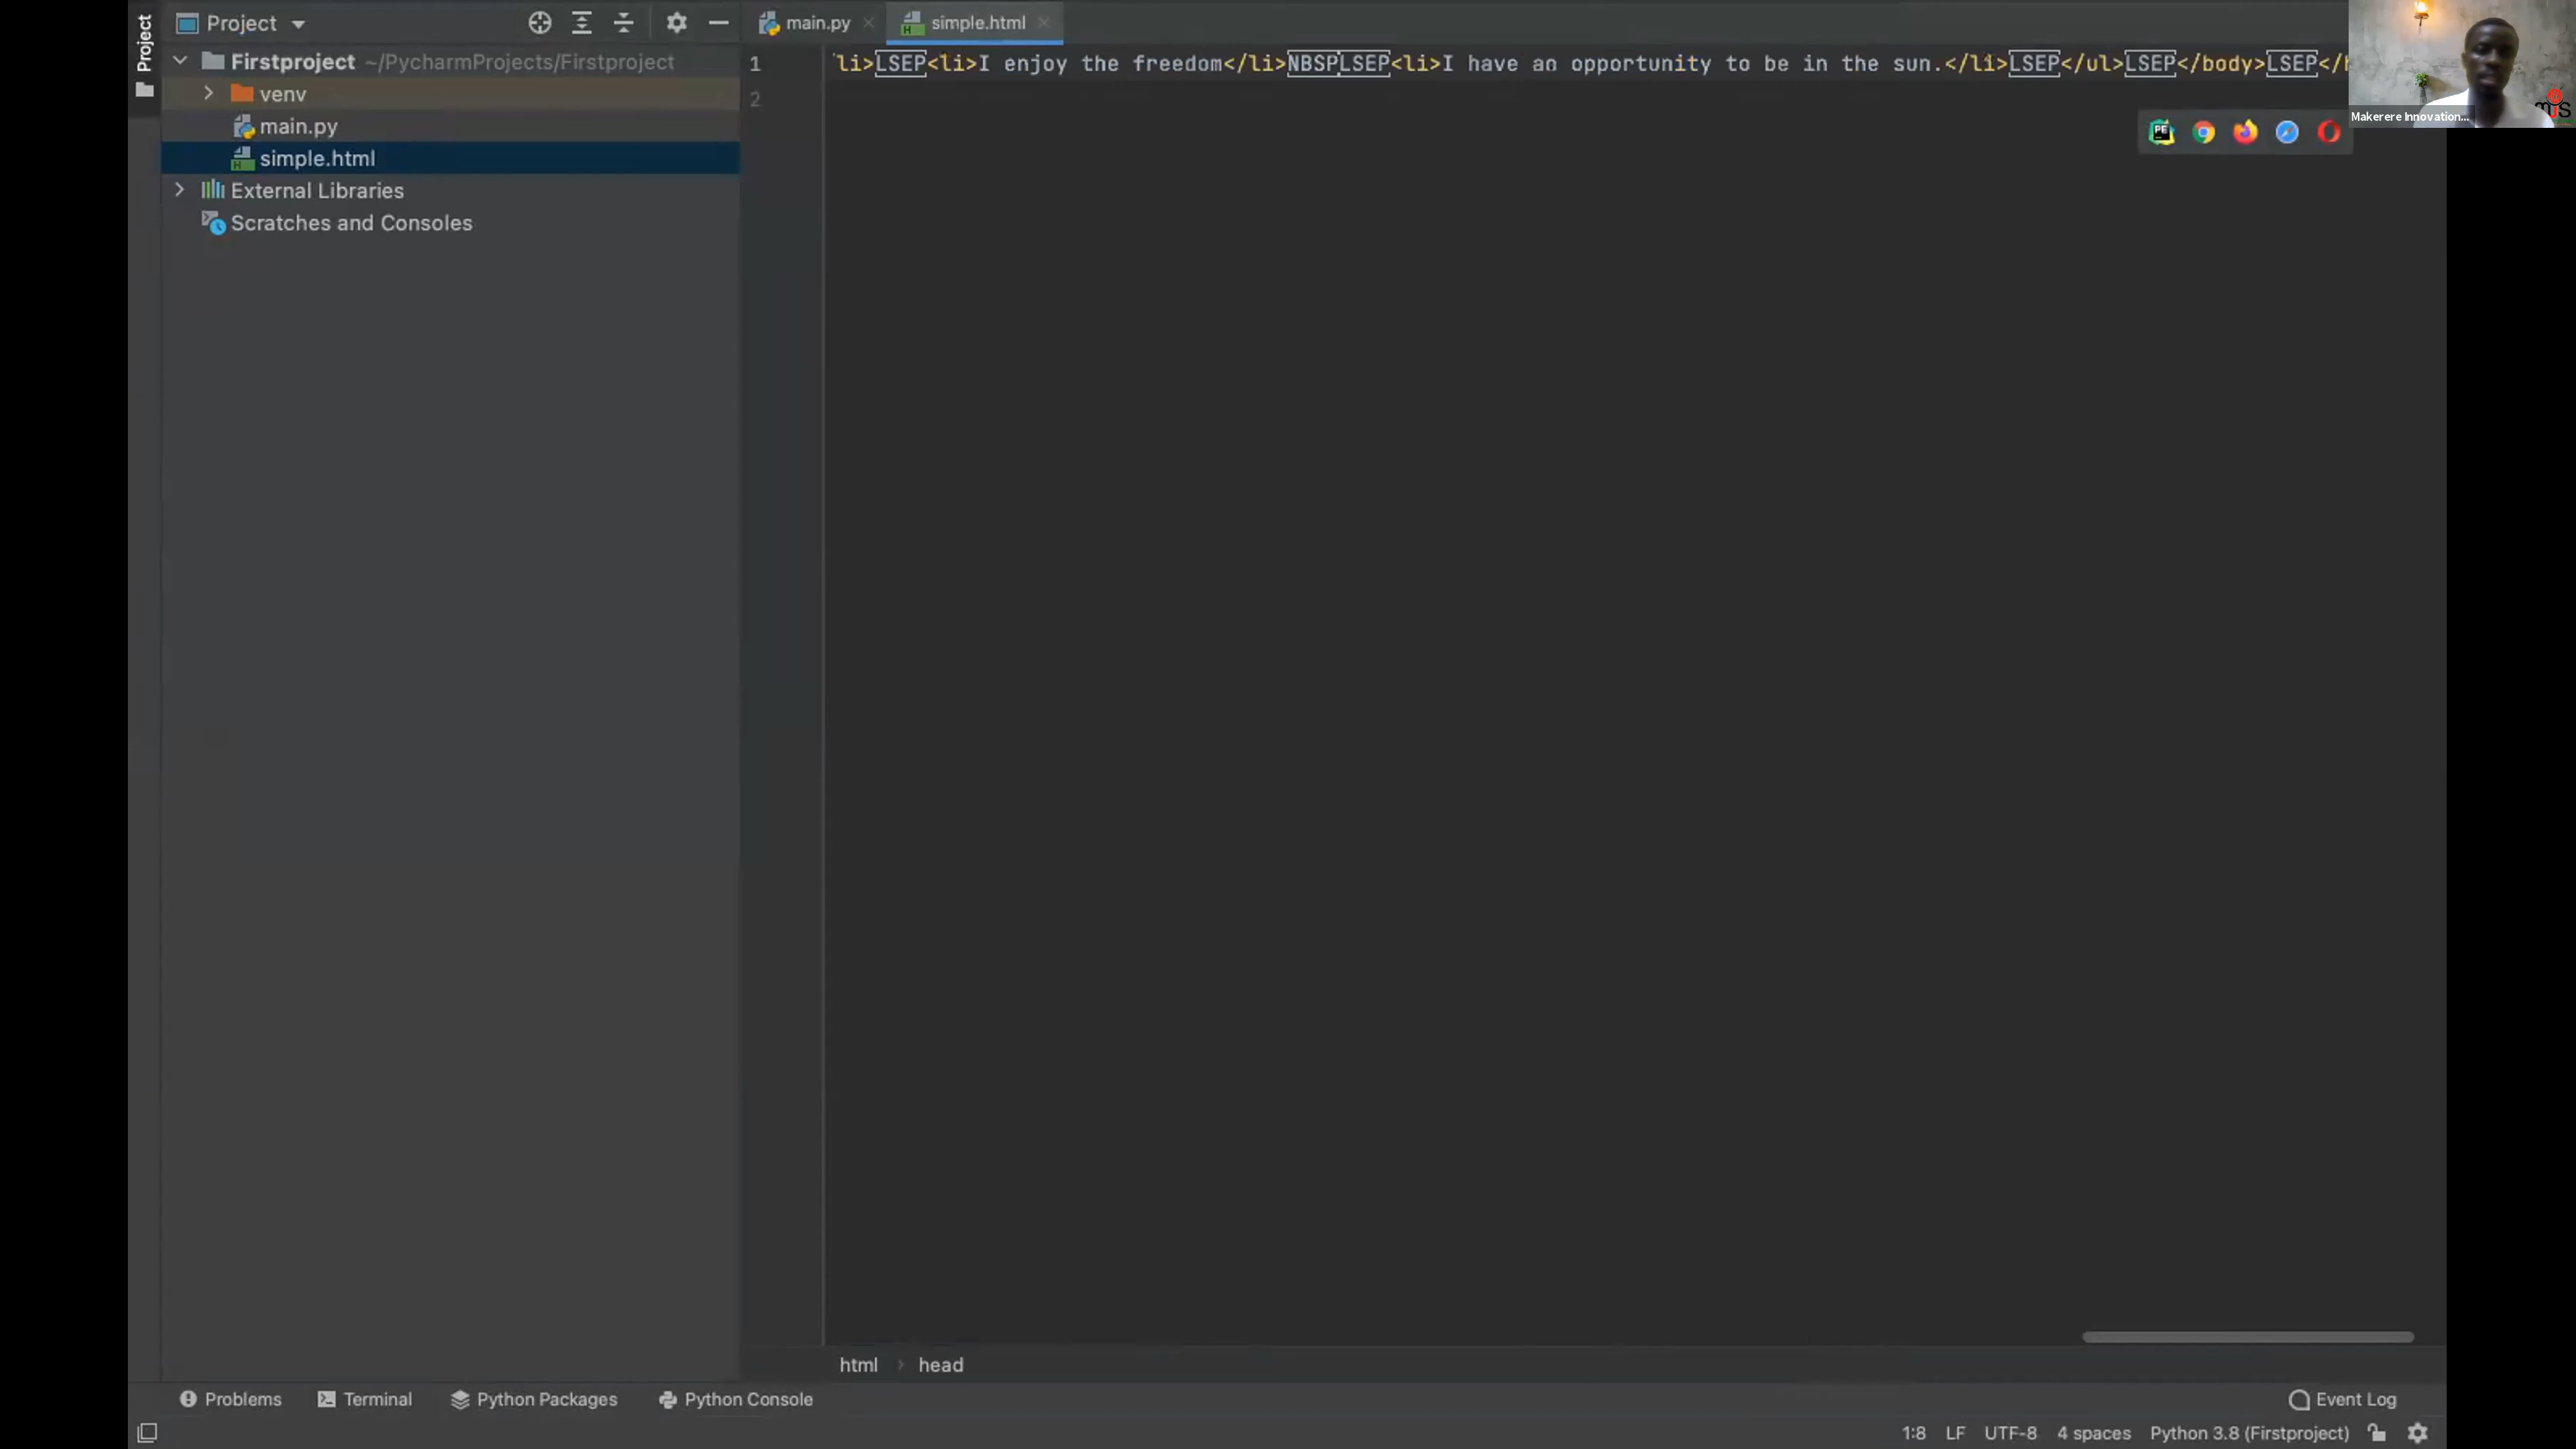 Project
Project
main.py
simple.html
Firstproject ~/PycharmProjects/Firstproject
venv
main.py
simple.html
External Libraries
Scratches and Consoles
1
li>LSEP<li>I enjoy the freedom</li>NBSPLSEP<li>I have an opportunity to be in the sun.</li>LSEP</ul>LSEP</body>LSEP</
2
Makerere Innovation...
html > head
Problems
Terminal
Python Packages
Python Console
Event Log
1:8 LF UTF-8 4 spaces Python 3.8 (Firstproject)